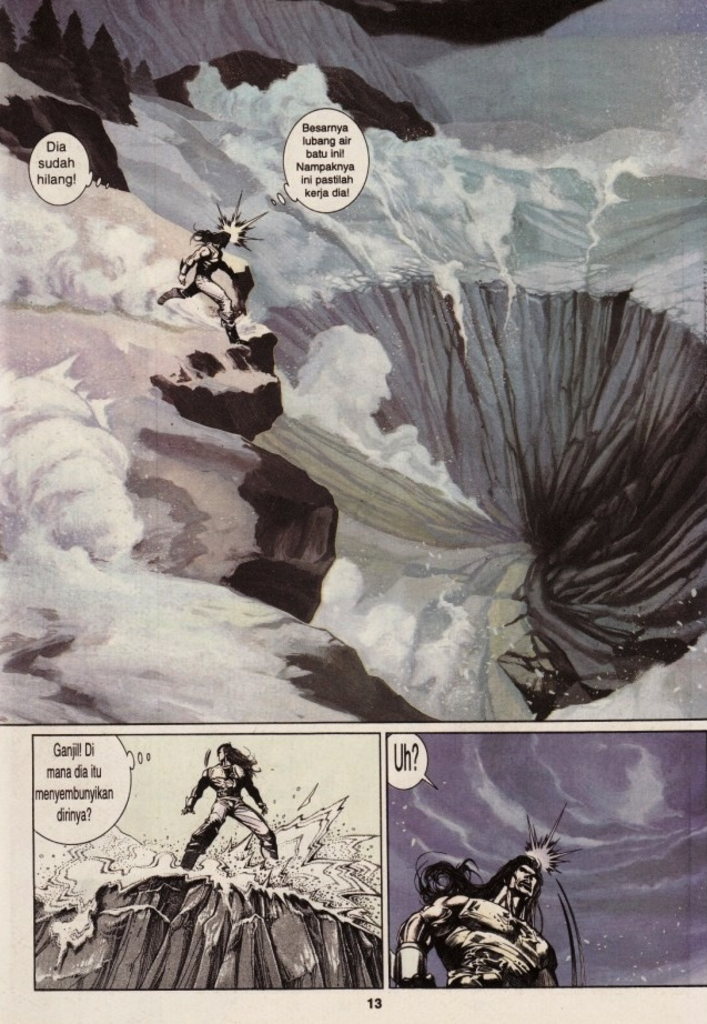 Dia
sudah
hilang!
Besarnya
lubang air
batu ini!
Nampaknya
ini pastilah
kerja dia!
Ganjil! Di
mana dia itu
menyembunyikan
dirinya?
Uh?
13